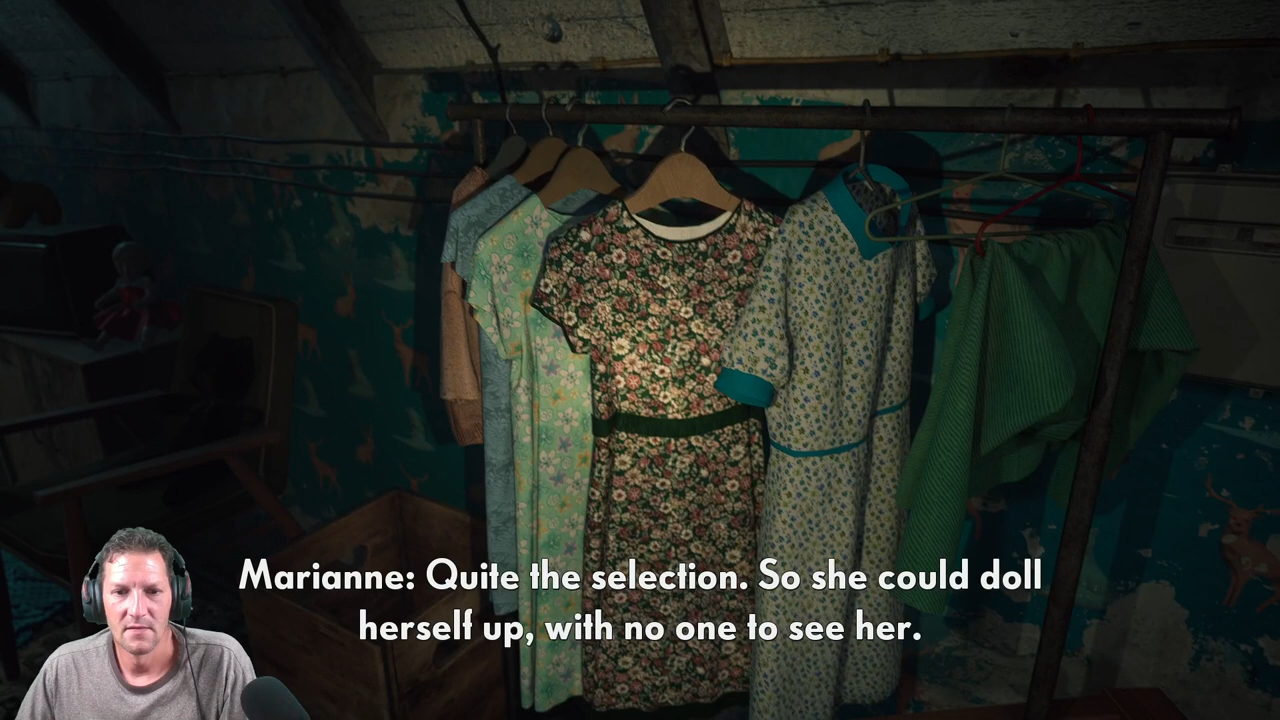 Marianne: Quite the selection. So she could doll
herself up, with no one to see her.